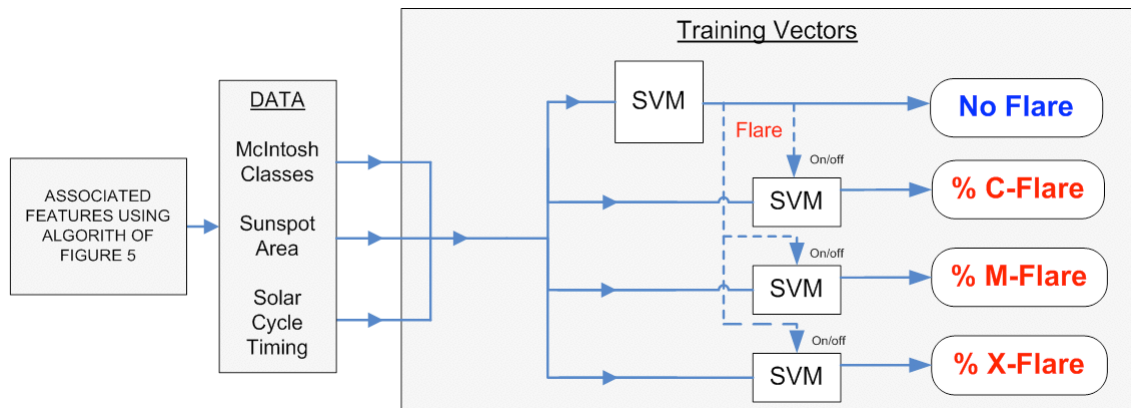 ASSOCIATED
FEATURES USING
ALGORITH OF
FIGURE 5
DATA
McIntosh
Classes
Sunspot
Area
Solar
Cycle
Timing
Training Vectors
SVM
Flare
No Flare
On/off
SVM
% C-Flare
On/off
SVM
% M-Flare
On/off
SVM
% X-Flare